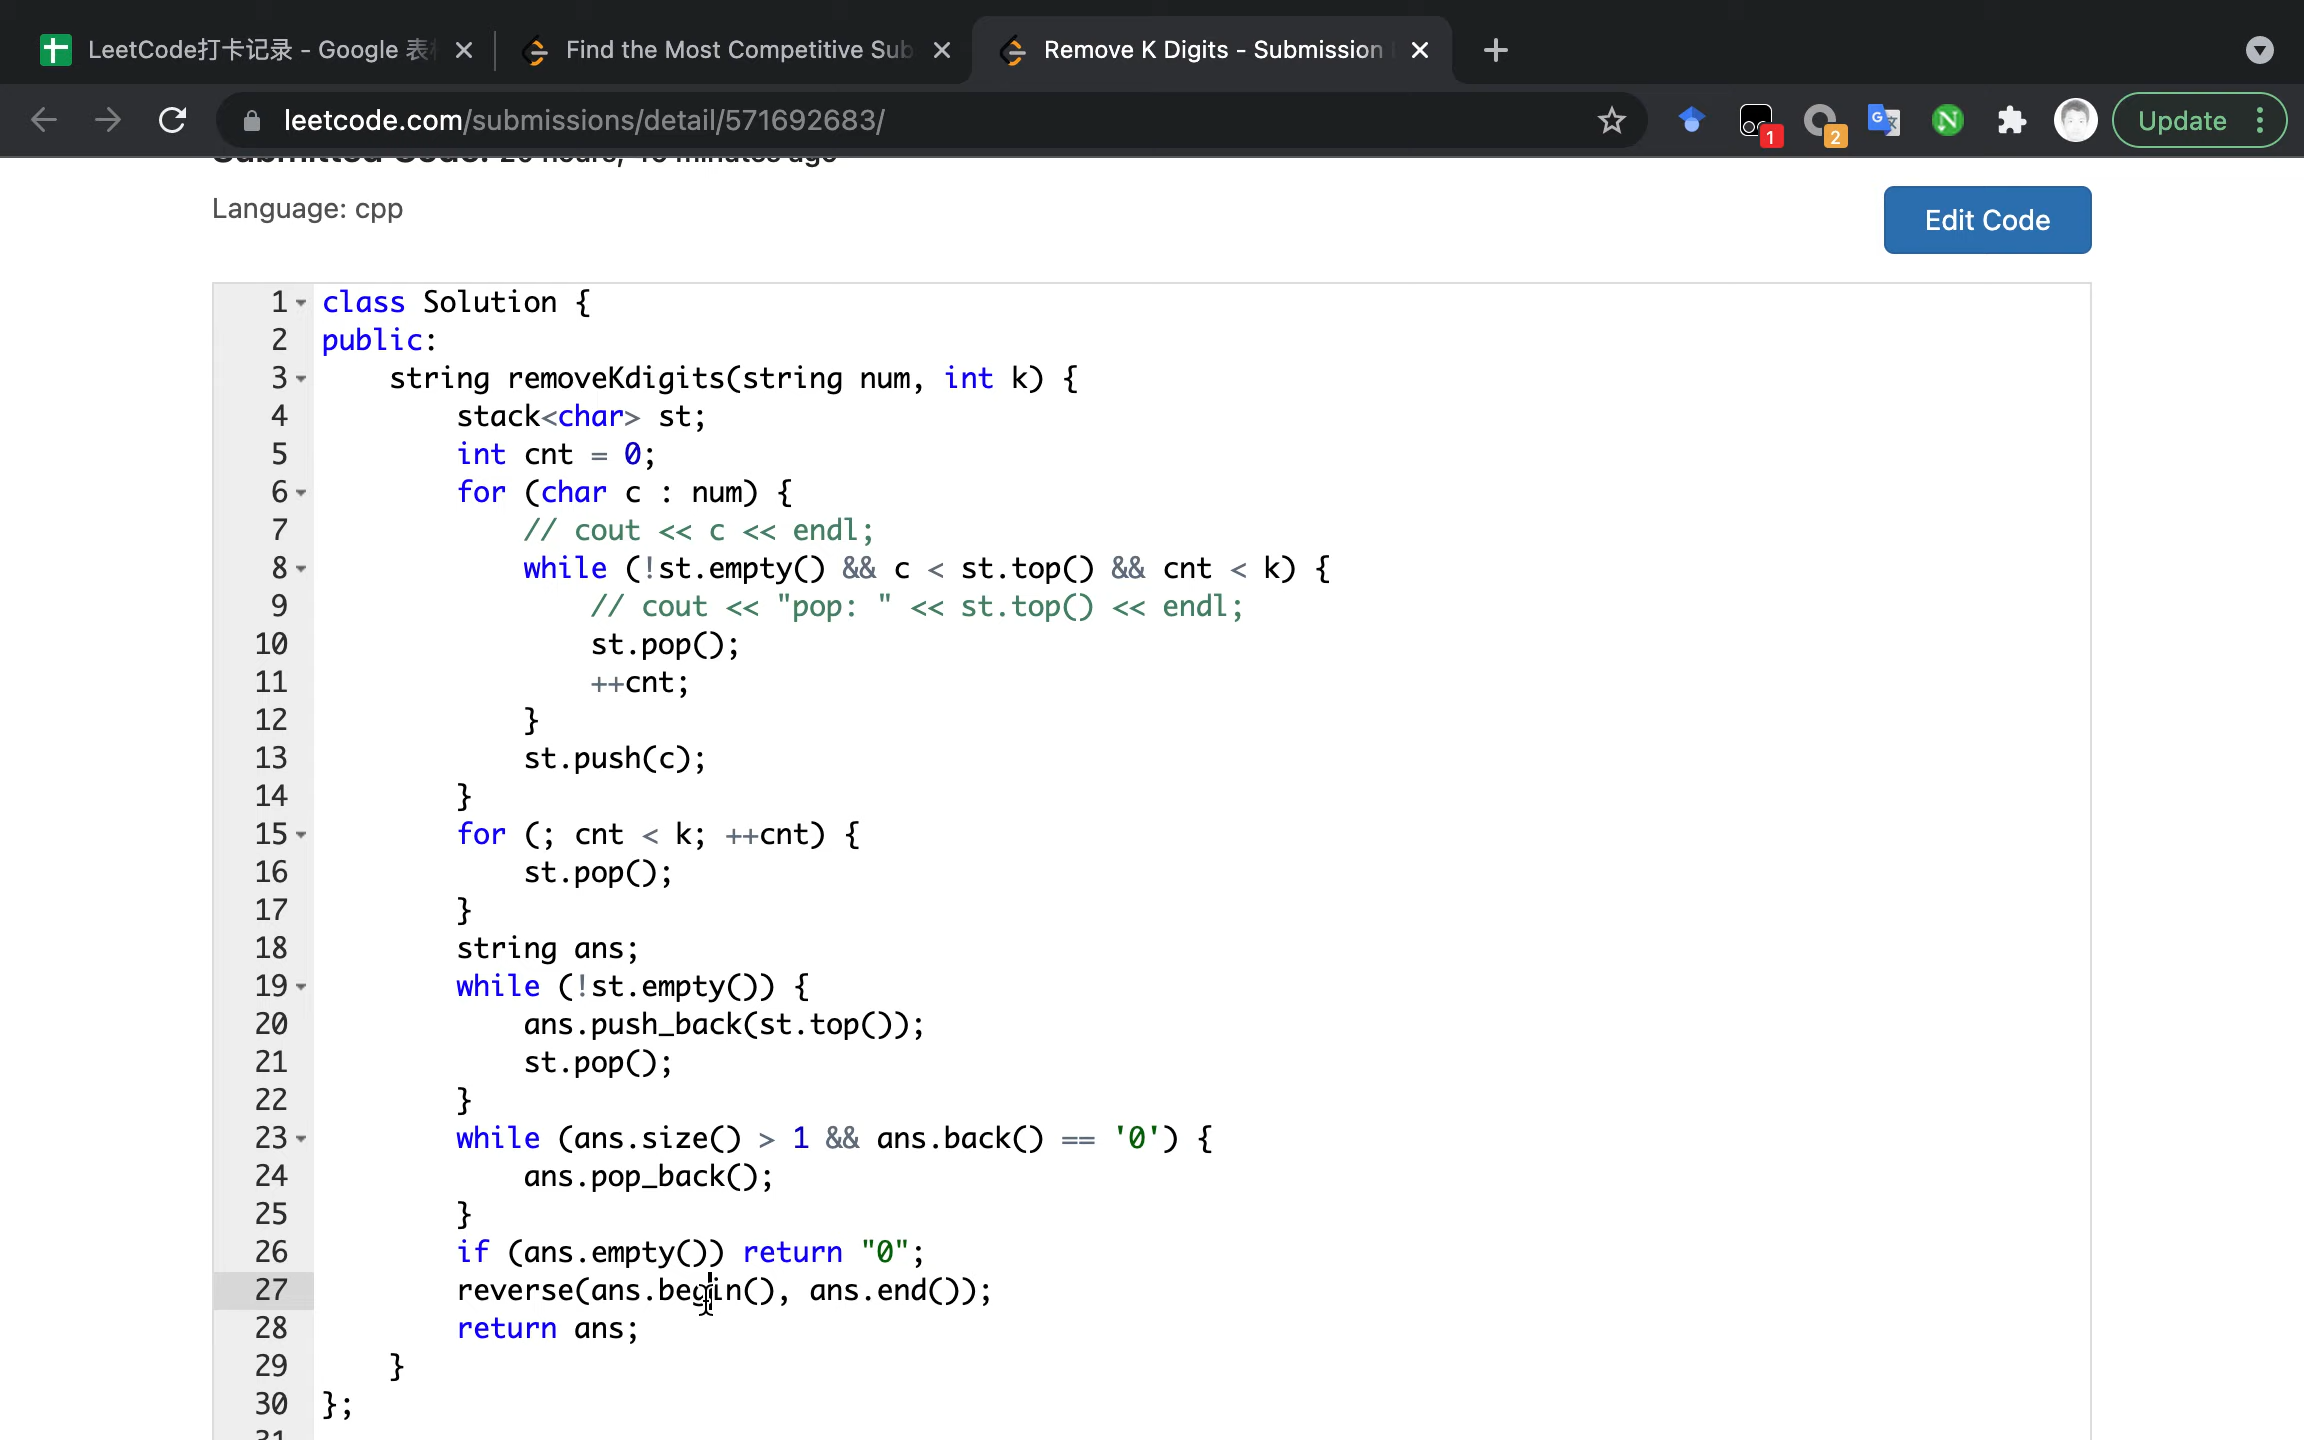 LeetCode打卡记录 - Google 表
Find the Most Competitive Sub
Remove K Digits - Submission
leetcode.com/submissions/detail/571692683/
1
2
Update
Language: cpp
Edit Code
1 class Solution {
2 public:
3 string removeKdigits(string num, int k) {
4 stack<char> st;
5 int cnt = 0;
6 for (char c : num) {
7 // cout << c << endl;
8 while (!st.empty() && c < st.top() && cnt < k) {
9 // cout << "pop: " << st.top() << endl;
10 st.pop();
11 ++cnt;
12 }
13 st.push(c);
14 }
15 for (; cnt < k; ++cnt) {
16 st.pop();
17 }
18 string ans;
19 while (!st.empty()) {
20 ans.push_back(st.top());
21 st.pop();
22 }
23 while (ans.size() > 1 && ans.back() == '0') {
24 ans.pop_back();
25 }
26 if (ans.empty()) return "0";
27 reverse(ans.begin(), ans.end());
28 return ans;
29 }
30 };
31